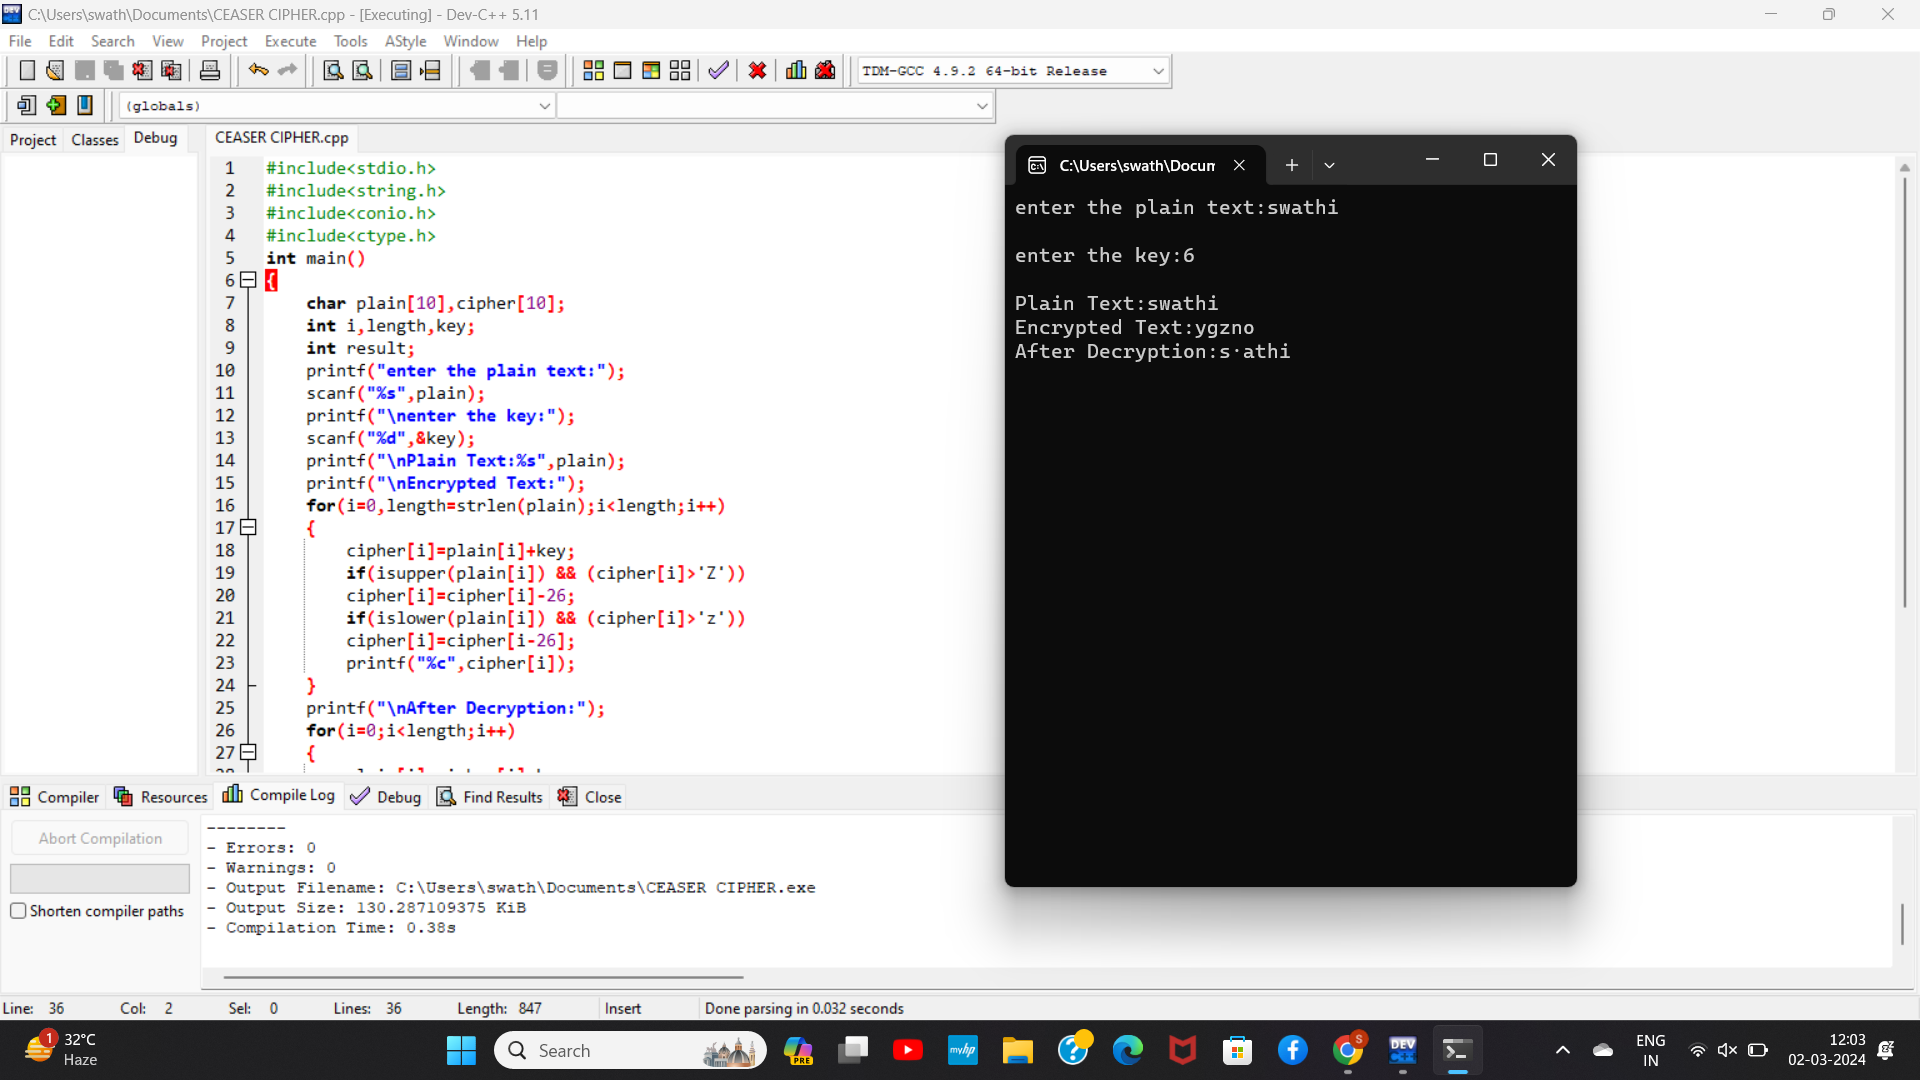 C:\Users\swath\Documents\CEASER CIPHER.cpp - [Executing] - Dev-C++ 5.11
File Edit Search View Project Execute Tools AStyle Window Help
TDM-GCC 4.9.2 64-bit Release
(globals)
Project Classes Debug
CEASER CIPHER.cpp
1 #include<stdio.h>
2 #include<string.h>
3 #include<conio.h>
4 #include<ctype.h>
5 int main()
6 {
7 char plain[10],cipher[10];
8 int i,length,key;
9 int result;
10 printf("enter the plain text:");
11 scanf("%s",plain);
12 printf("\nenter the key:");
13 scanf("%d",&key);
14 printf("\nPlain Text:%s",plain);
15 printf("\nEncrypted Text:");
16 for(i=0,length=strlen(plain);i<length;i++)
17 {
18 cipher[i]=plain[i]+key;
19 if(isupper(plain[i]) && (cipher[i]>'Z'))
20 cipher[i]=cipher[i]-26;
21 if(islower(plain[i]) && (cipher[i]>'z'))
22 cipher[i]=cipher[i-26];
23 printf("%c",cipher[i]);
24 }
25 printf("\nAfter Decryption:");
26 for(i=0;i<length;i++)
27 {
C:\Users\swath\Docum
enter the plain text:swathi
enter the key:6
Plain Text:swathi
Encrypted Text:ygzno
After Decryption:s·athi
Compiler Resources Compile Log Debug Find Results Close
Abort Compilation
Shorten compiler paths
--------
- Errors: 0
- Warnings: 0
- Output Filename: C:\Users\swath\Documents\CEASER CIPHER.exe
- Output Size: 130.287109375 KiB
- Compilation Time: 0.38s
Line: 36 Col: 2 Sel: 0 Lines: 36 Length: 847 Insert Done parsing in 0.032 seconds
1
32°C
Haze
Search
PRE
myhp
S
DEV
C++
ENG
IN
12:03
02-03-2024